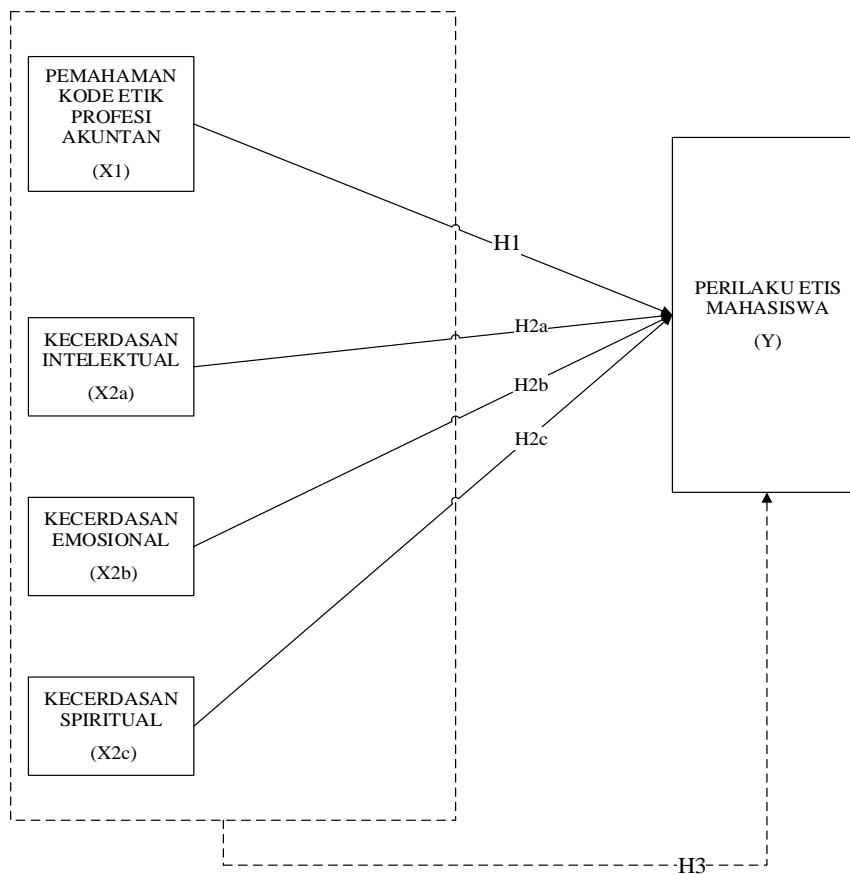 PEMAHAMAN
KODE ETIK
PROFESI
AKUNTAN
(X1)
H1
KECERDASAN
INTELEKTUAL
(X2a)
H2a
KECERDASAN
EMOSIONAL
(X2b)
H2b
KECERDASAN
SPIRITUAL
(X2c)
H2c
PERILAKU ETIS
MAHASISWA
(Y)
H3